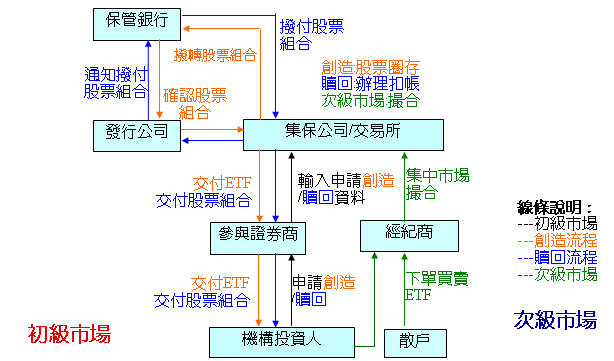 保管銀行
撥付股票
組合
撥轉股票組合
通知撥付
股票組合
確認股票
組合
創造:股票圈存
贖回:辦理扣帳
次級市場:撮合
發行公司
集保公司/交易所
交付ETF
交付股票組合
輸入申請創造
/贖回資料
集中市場
撮合
參與證券商
經紀商
交付ETF
交付股票組合
申請創造
/贖回
下單買賣
ETF
機構投資人
散戶
線條說明：
---初級市場
---創造流程
---贖回流程
---次級市場
初級市場
次級市場